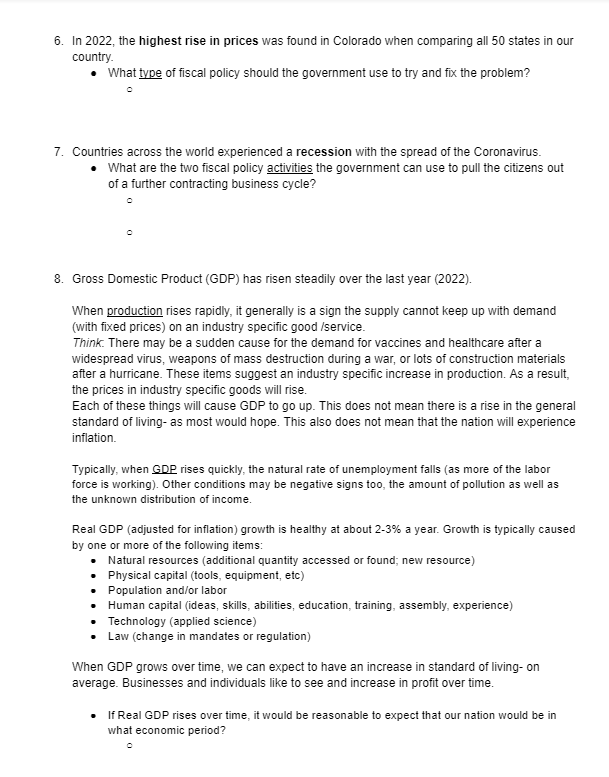 6. In 2022, the highest rise in prices was found in Colorado when comparing all 50 states in our
country.
● What type of fiscal policy should the government use to try and fix the problem?
○
7. Countries across the world experienced a recession with the spread of the Coronavirus.
● What are the two fiscal policy activities the government can use to pull the citizens out
of a further contracting business cycle?
○
○
8. Gross Domestic Product (GDP) has risen steadily over the last year (2022).
When production rises rapidly, it generally is a sign the supply cannot keep up with demand
(with fixed prices) on an industry specific good /service.
Think: There may be a sudden cause for the demand for vaccines and healthcare after a
widespread virus, weapons of mass destruction during a war, or lots of construction materials
after a hurricane. These items suggest an industry specific increase in production. As a result,
the prices in industry specific goods will rise.
Each of these things will cause GDP to go up. This does not mean there is a rise in the general
standard of living- as most would hope. This also does not mean that the nation will experience
inflation.
Typically, when GDP rises quickly, the natural rate of unemployment falls (as more of the labor
force is working). Other conditions may be negative signs too, the amount of pollution as well as
the unknown distribution of income.
Real GDP (adjusted for inflation) growth is healthy at about 2-3% a year. Growth is typically caused
by one or more of the following items:
● Natural resources (additional quantity accessed or found; new resource)
● Physical capital (tools, equipment, etc)
● Population and/or labor
● Human capital (ideas, skills, abilities, education, training, assembly, experience)
● Technology (applied science)
● Law (change in mandates or regulation)
When GDP grows over time, we can expect to have an increase in standard of living- on
average. Businesses and individuals like to see and increase in profit over time.
● If Real GDP rises over time, it would be reasonable to expect that our nation would be in
what economic period?
○